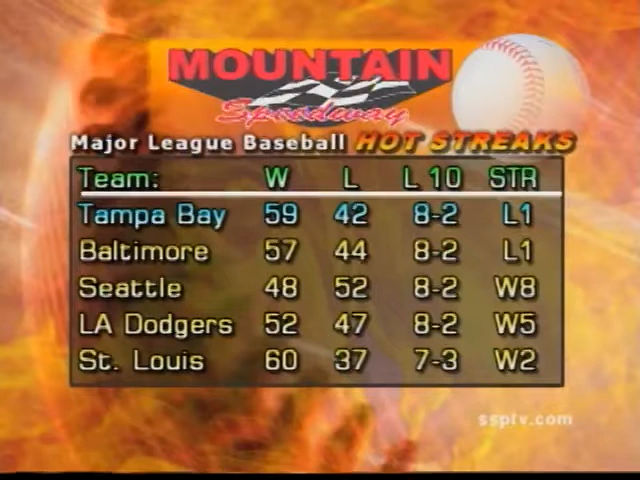 MOUNTAIN
Speedway
Major League Baseball HOT STREAKS
Team: W L L 10 STR
Tampa Bay 59 42 8-2 L1
Baltimore 57 44 8-2 L1
Seattle 48 52 8-2 W8
LA Dodgers 52 47 8-2 W5
St. Louis 60 37 7-3 W2
ssptv.com